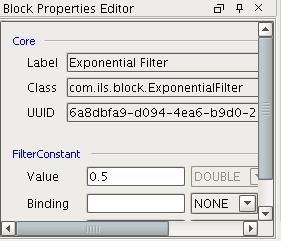 Block Properties Editor
Core
Label Exponential Filter
Class com.ils.block.ExponentialFilter
UUID 6a8dbfa9-d094-4ea6-b9d0-2
FilterConstant
Value 0.5 DOUBLE
Binding NONE